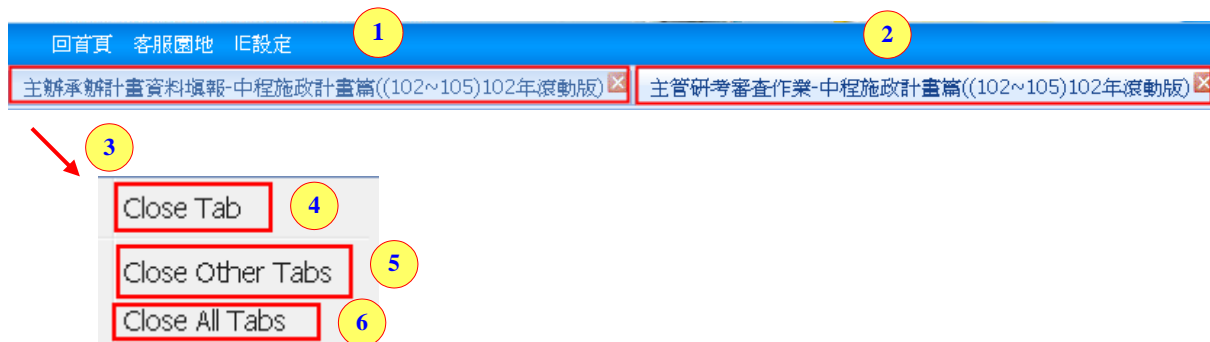 1
2
回首頁 客服園地 IE設定
主辦承辦計畫資料填報-中程施政計畫篇((102~105)102年滾動版)
主管研考審查作業-中程施政計畫篇((102~105)102年滾動版)
3
Close Tab
4
Close Other Tabs
5
Close All Tabs
6